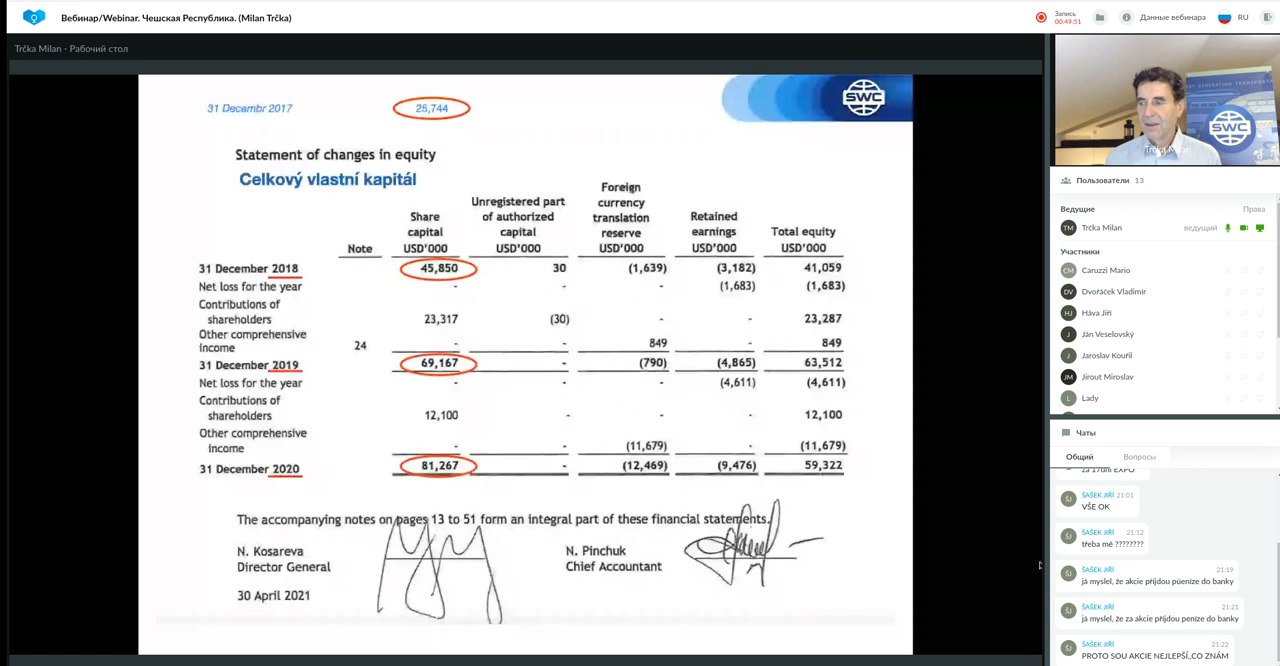 Вебинар/Webinar. Чешская Республика. (Milan Trčka)
Запись
00:49:51
Данные вебинара
RU
Trčka Milan - Рабочий стол
31 Decembr 2017 25,744
SWC
Statement of changes in equity
Celkový vlastní kapitál
Note Share capital USD'000 Unregistered part of authorized capital USD'000 Foreign currency translation reserve USD'000 Retained earnings USD'000 Total equity USD'000
31 December 2018 45,850 30 (1,639) (3,182) 41,059
Net loss for the year - - - (1,683) (1,683)
Contributions of
shareholders 23,317 (30) - - 23,287
Other comprehensive
income 24 - - 849 - 849
31 December 2019 69,167 - (790) (4,865) 63,512
Net loss for the year - - - (4,611) (4,611)
Contributions of
shareholders 12,100 - - - 12,100
Other comprehensive
income - - (11,679) - (11,679)
31 December 2020 81,267 - (12,469) (9,476) 59,322
The accompanying notes on pages 13 to 51 form an integral part of these financial statements.
N. Kosareva
Director General
N. Pinchuk
Chief Accountant
30 April 2021
SWC
Trčka Milan
Пользователи 13
Ведущие Права
TM Trčka Milan ведущий
Участники
CM Caruzzi Mario
DV Dvořáček Vladimír
HJ Háva Jiří
J Ján Veselovský
J Jaroslav Kouřil
JM Jirout Miroslav
L Lady
Чаты
Общий Вопросы
za 17dní EXPO
ŠJ ŠAŠEK JIŘÍ 21:01
VŠE OK
ŠJ ŠAŠEK JIŘÍ 21:12
třeba mě ????????
ŠJ ŠAŠEK JIŘÍ 21:19
já myslel, že akcie příjdou púeníze do banky
ŠJ ŠAŠEK JIŘÍ 21:21
já myslel, že za akcie příjdou peníze do banky
ŠJ ŠAŠEK JIŘÍ 21:22
PROTO SOU AKCIE NEJLEPŠÍ,,CO ZNÁM